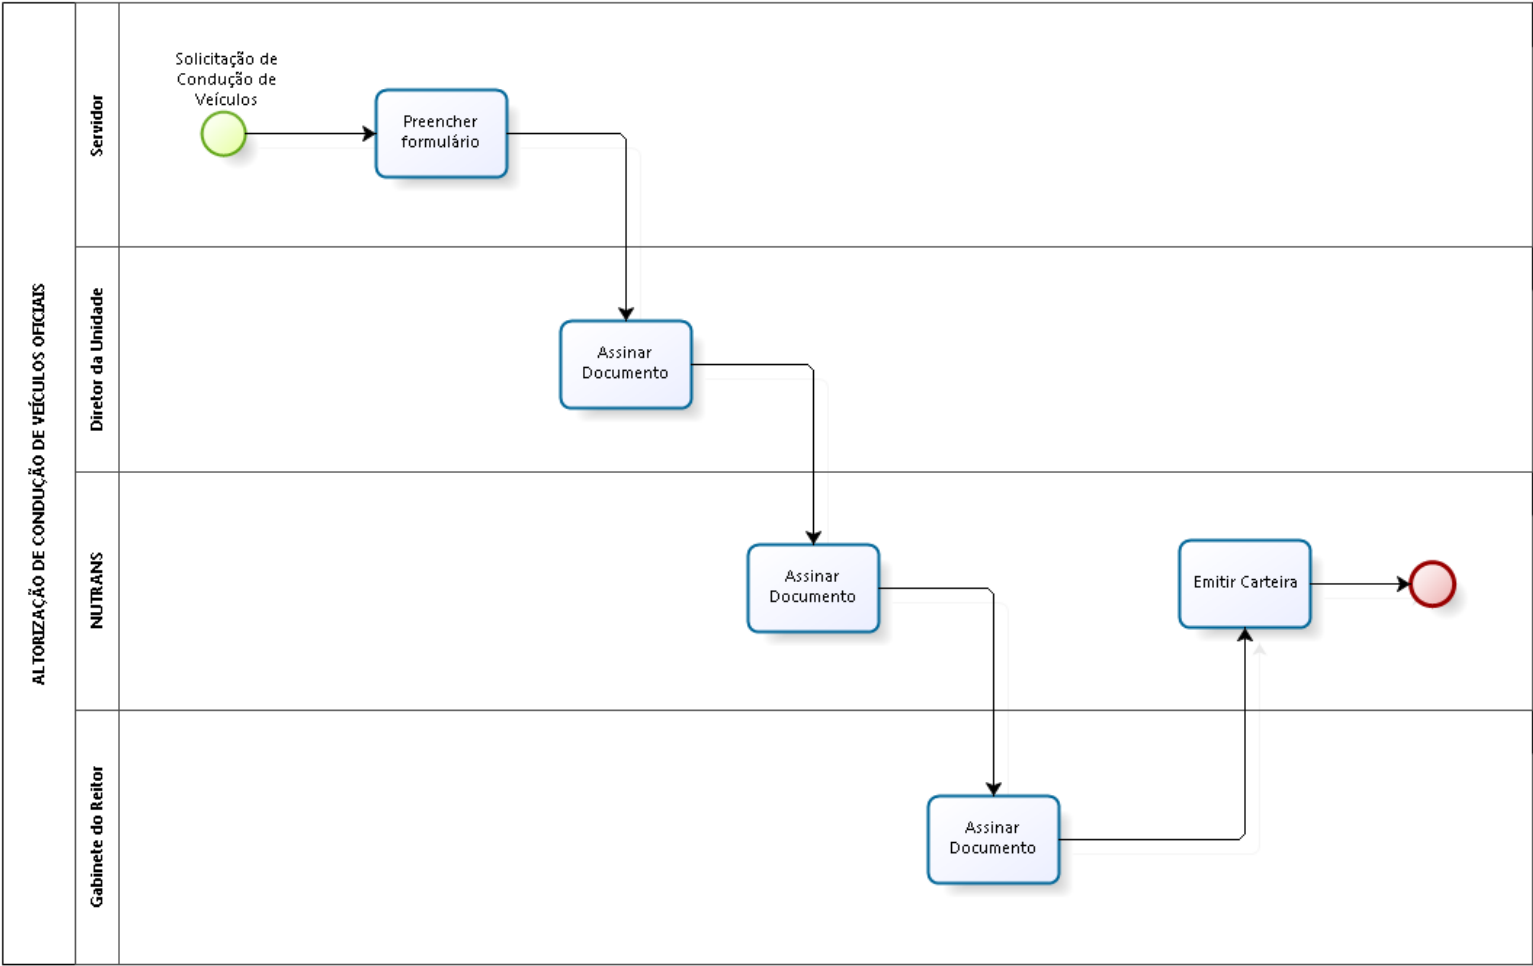 ALTORIZAÇÃO DE CONDUÇÃO DE VEÍCULOS OFICIAIS
Servidor
Solicitação de
Condução de
Veículos
Preencher
formulário
Diretor da Unidade
Assinar
Documento
NUTRANS
Assinar
Documento
Emitir Carteira
Gabinete do Reitor
Assinar
Documento